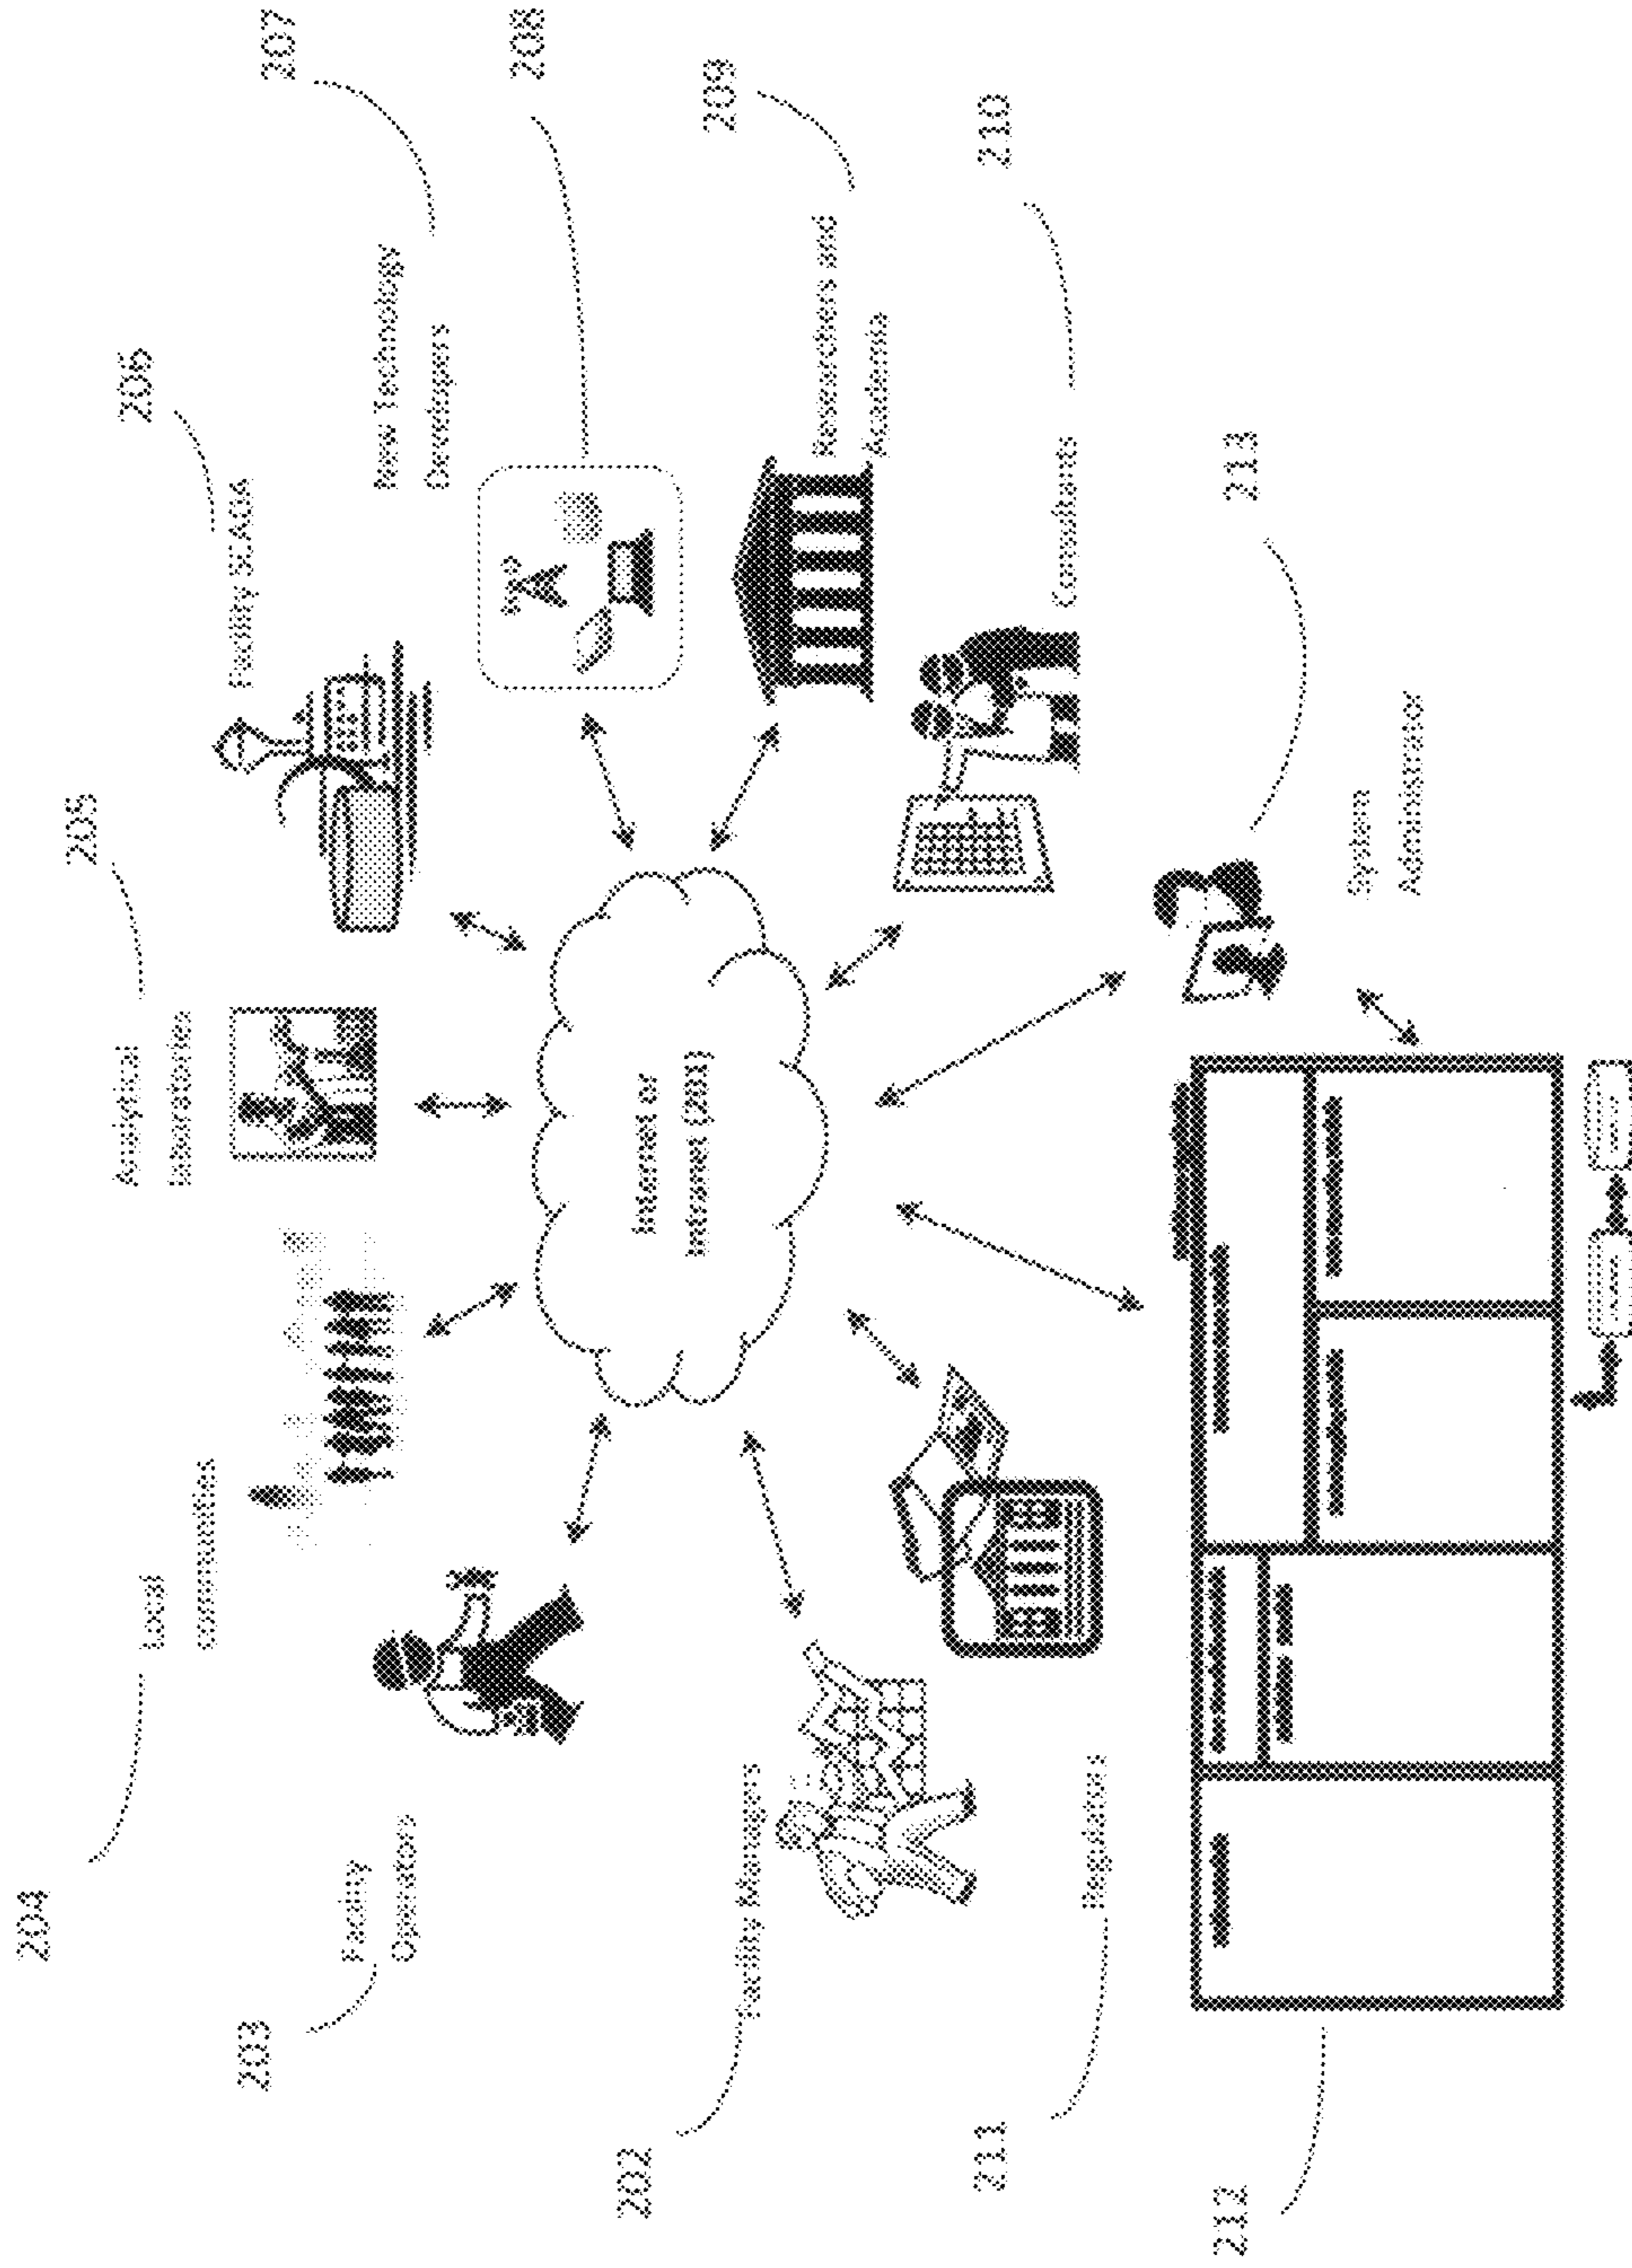 204
Local
communities
205
Analytical
laboratories
206
Facility SCADA
207
New Technology
Developers
203
Facility
Operators
208
Internet or
Intranet (201)
202
Facility Managers
209
Researchers and
Academia
210
Consultants
211
Regulators
213
System
Administrator
212